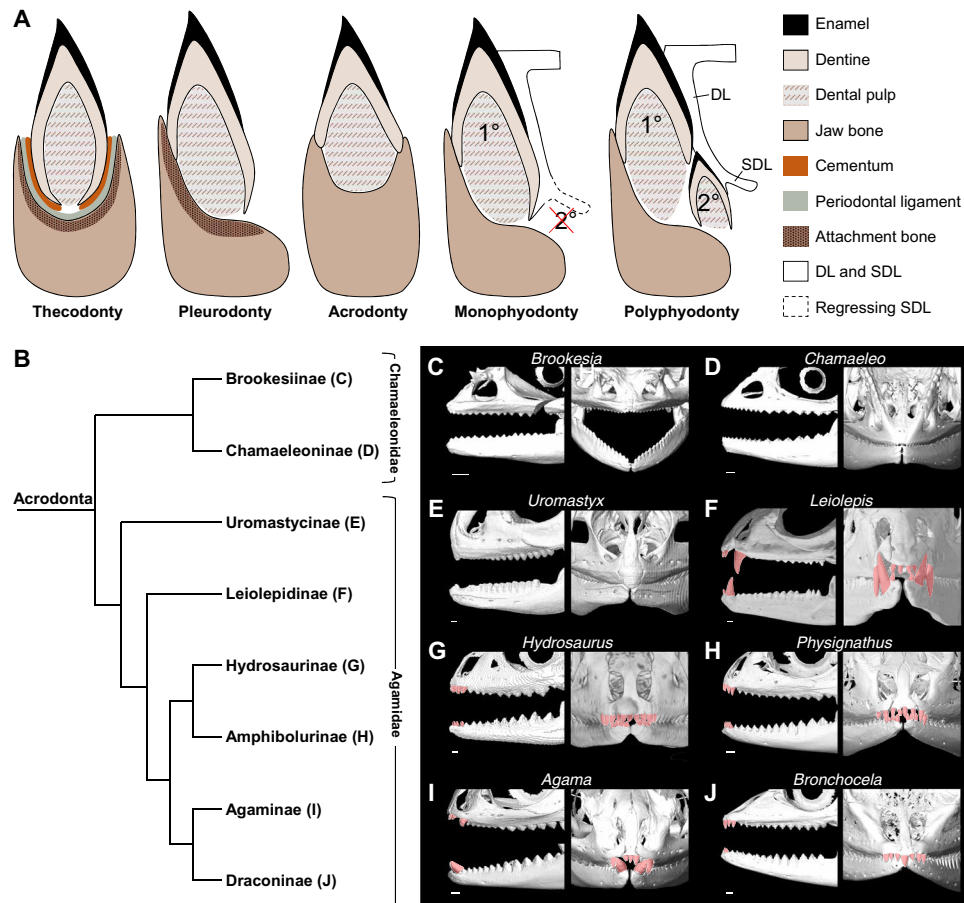 A
1°
1°
2°
2°
DL
SDL
Thecodonty
Pleurodonty
Acrodonty
Monophyodonty
Polyphyodonty
Enamel
Dentine
Dental pulp
Jaw bone
Cementum
Periodontal ligament
Attachment bone
DL and SDL
Regressing SDL
B
Acrodonta
Brookesiinae (C)
Chamaeleoninae (D)
Uromastycinae (E)
Leiolepidinae (F)
Hydrosaurinae (G)
Amphibolurinae (H)
Agaminae (I)
Draconinae (J)
Chamaeleonidae
Agamidae
C
Brookesia
D
Chamaeleo
E
Uromastyx
F
Leiolepis
G
Hydrosaurus
H
Physignathus
I
Agama
J
Bronchocela